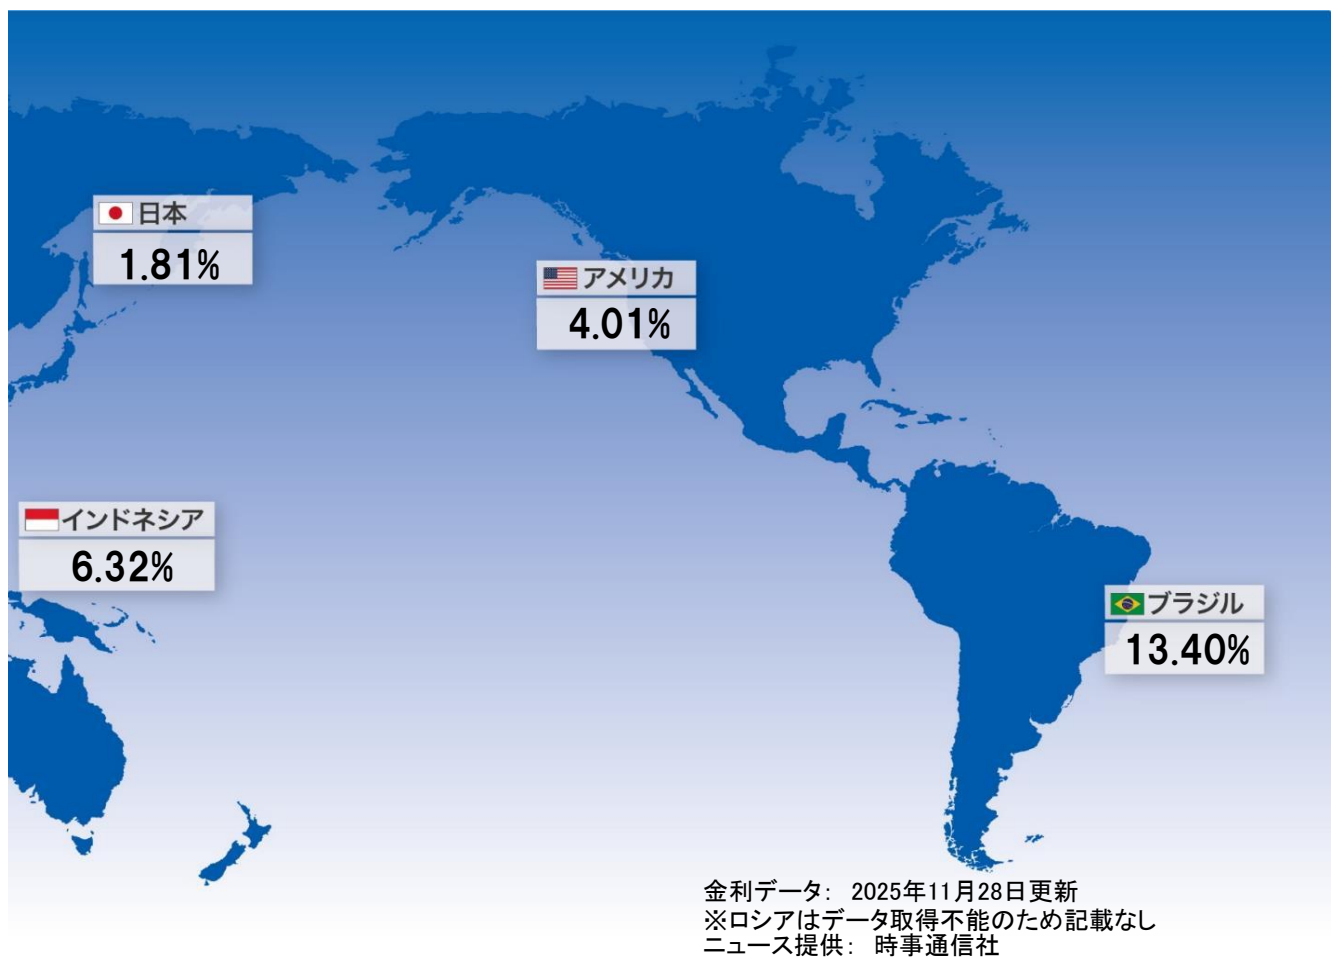 日本
1.81%
アメリカ
4.01%
インドネシア
6.32%
ブラジル
13.40%
金利データ: 2025年11月28日更新
※ロシアはデータ取得不能のため記載なし
ニュース提供: 時事通信社